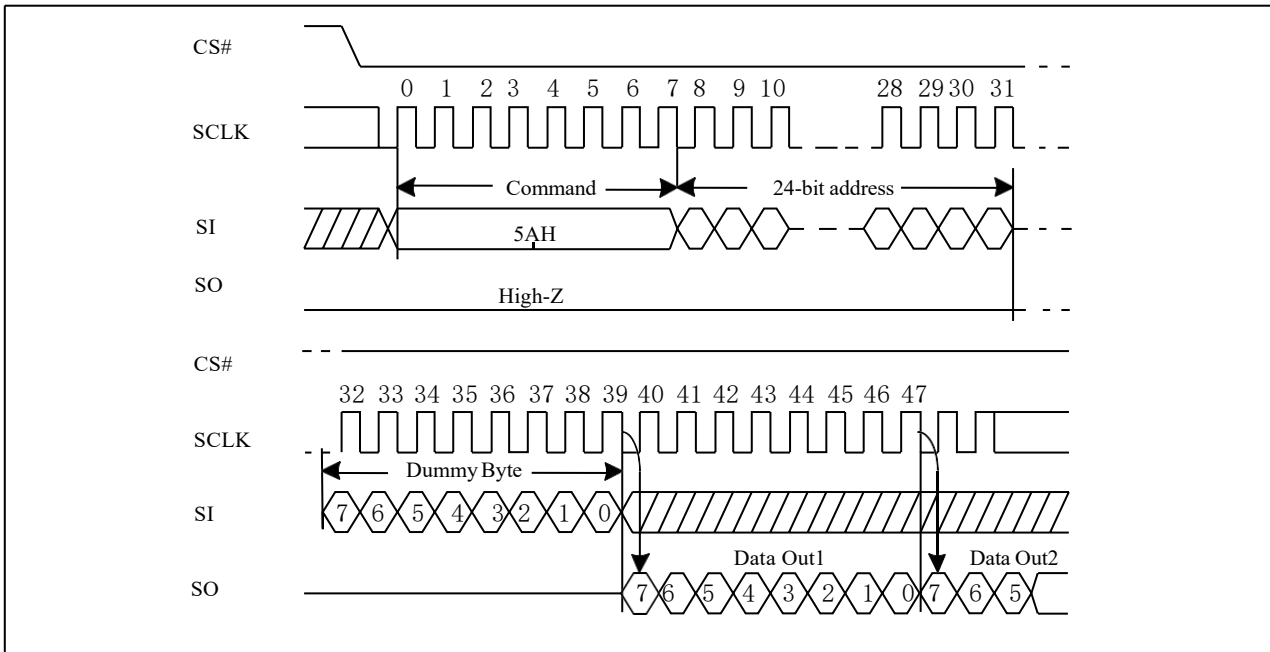 CS#
0 1 2 3 4 5 6 7 8 9 10 28 29 30 31
SCLK
Command 24-bit address
SI
5AH
SO
High-Z
CS#
32 33 34 35 36 37 38 39 40 41 42 43 44 45 46 47
SCLK
Dummy Byte
SI 7 6 5 4 3 2 1 0
Data Out1 Data Out2
SO 7 6 5 4 3 2 1 0 7 6 5